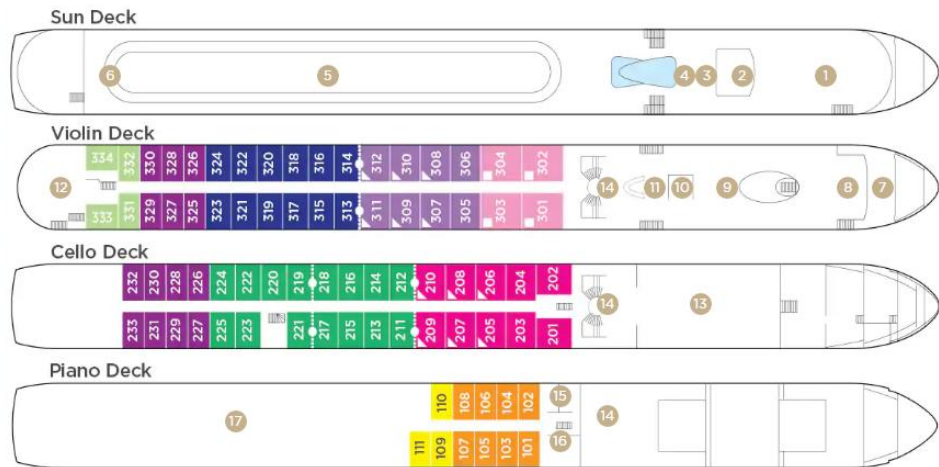 Sun Deck
6 5 4 3 2 1
Violin Deck
334 332 330 328 326 324 322 320 318 316 314 312 310 308 306 304 302
12 14 11 10 9 8 7
333 331 329 327 325 323 321 319 317 315 313 311 309 307 305 303 301
Cello Deck
232 230 228 226 224 222 220 219 218 216 214 212 210 208 206 204 202
14 13
233 231 229 227 225 223 221 217 215 213 211 209 207 205 203 201
Piano Deck
110 108 106 104 102 15
17 14
111 109 107 105 103 101 16